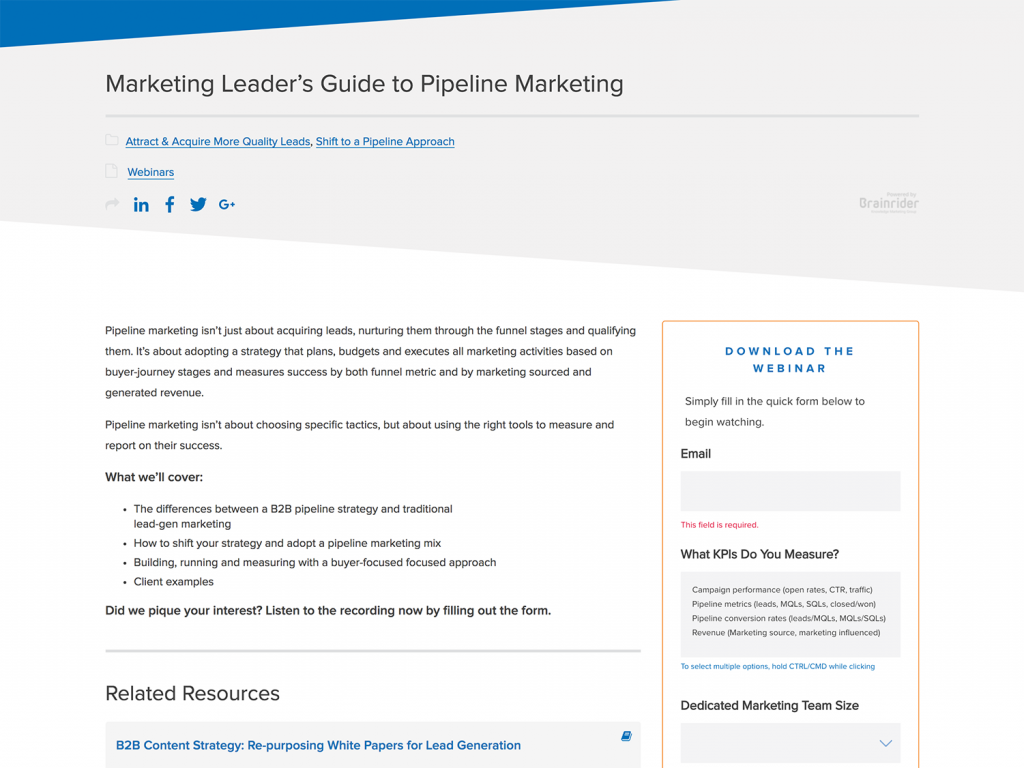 Marketing Leader’s Guide to Pipeline Marketing
Attract & Acquire More Quality Leads, Shift to a Pipeline Approach
Webinars
in f G+
Powered by
Brainrider
Pipeline marketing isn’t just about acquiring leads, nurturing them through the funnel stages and qualifying
them. It’s about adopting a strategy that plans, budgets and executes all marketing activities based on
buyer-journey stages and measures success by both funnel metric and by marketing sourced and
generated revenue.
Pipeline marketing isn’t about choosing specific tactics, but about using the right tools to measure and
report on their success.
What we’ll cover:
• The differences between a B2B pipeline strategy and traditional
lead-gen marketing
• How to shift your strategy and adopt a pipeline marketing mix
• Building, running and measuring with a buyer-focused focused approach
• Client examples
Did we pique your interest? Listen to the recording now by filling out the form.
Related Resources
B2B Content Strategy: Re-purposing White Papers for Lead Generation
DOWNLOAD THE
WEBINAR
Simply fill in the quick form below to
begin watching.
Email
This field is required.
What KPIs Do You Measure?
Campaign performance (open rates, CTR, traffic)
Pipeline metrics (leads, MQLs, SQLs, closed/won)
Pipeline conversion rates (leads/MQLs, MQLs/SQLs)
Revenue (Marketing source, marketing influenced)
To select multiple options, hold CTRL/CMD while clicking
Dedicated Marketing Team Size